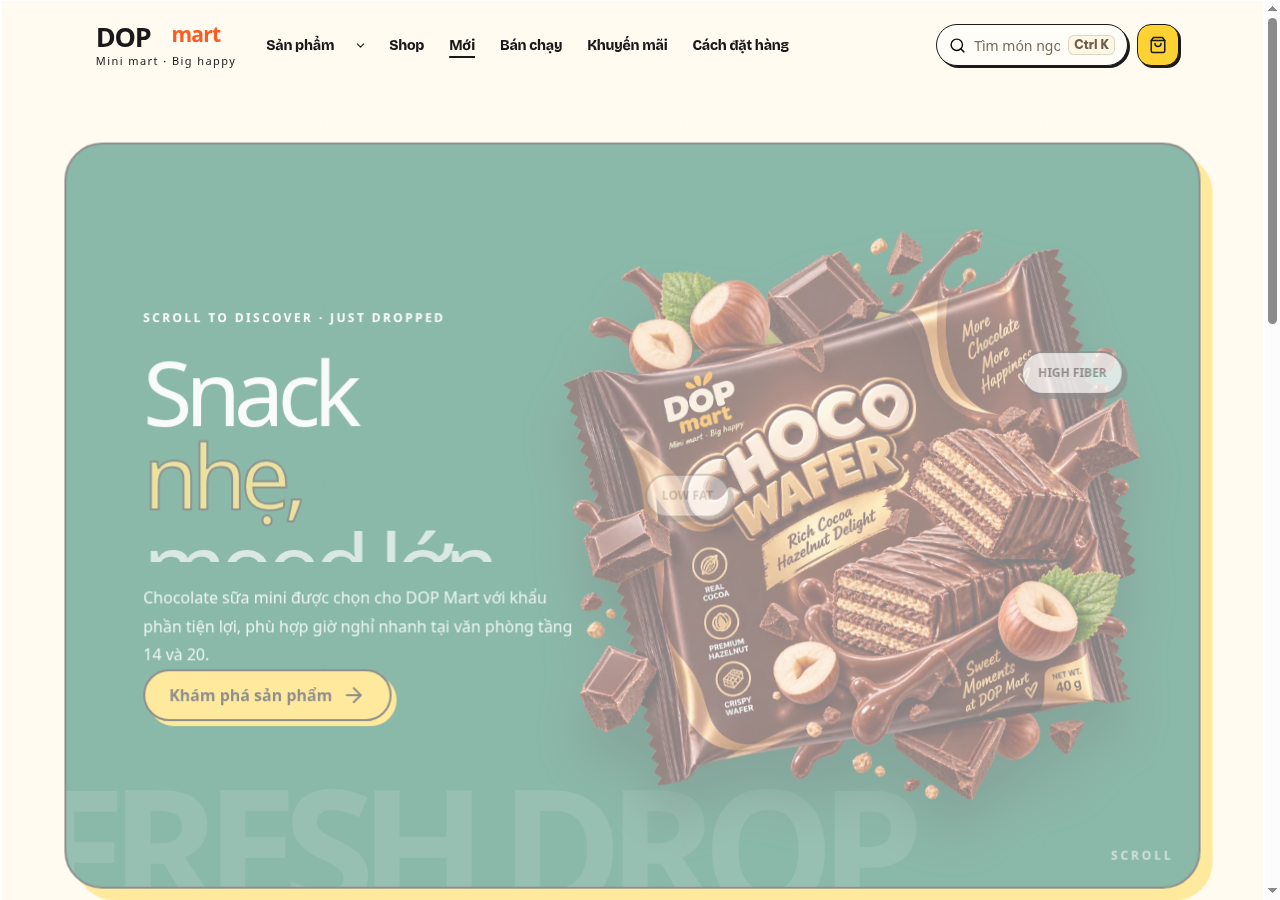 DOP mart
Mini mart · Big happy
Sản phẩm
Shop
Mới
Bán chạy
Khuyến mãi
Cách đặt hàng
Tìm món ngo
Ctrl K
SCROLL TO DISCOVER · JUST DROPPED
Snack
nhẹ,
mood lớn
Chocolate sữa mini được chọn cho DOP Mart với khẩu
phần tiện lợi, phù hợp giờ nghỉ nhanh tại văn phòng tầng
14 và 20.
Khám phá sản phẩm
More
Chocolate
More
Happiness
HIGH FIBER
DOP
mart
Mini mart - Big happy
CHOCO
WAFER
LOW FAT
Rich Cocoa
Hazelnut Delight
REAL
COCOA
PREMIUM
HAZELNUT
CRISPY
WAFER
Sweet
Moments
at DOP Mart
NET WT.
40 g
FRESH DROP
SCROLL